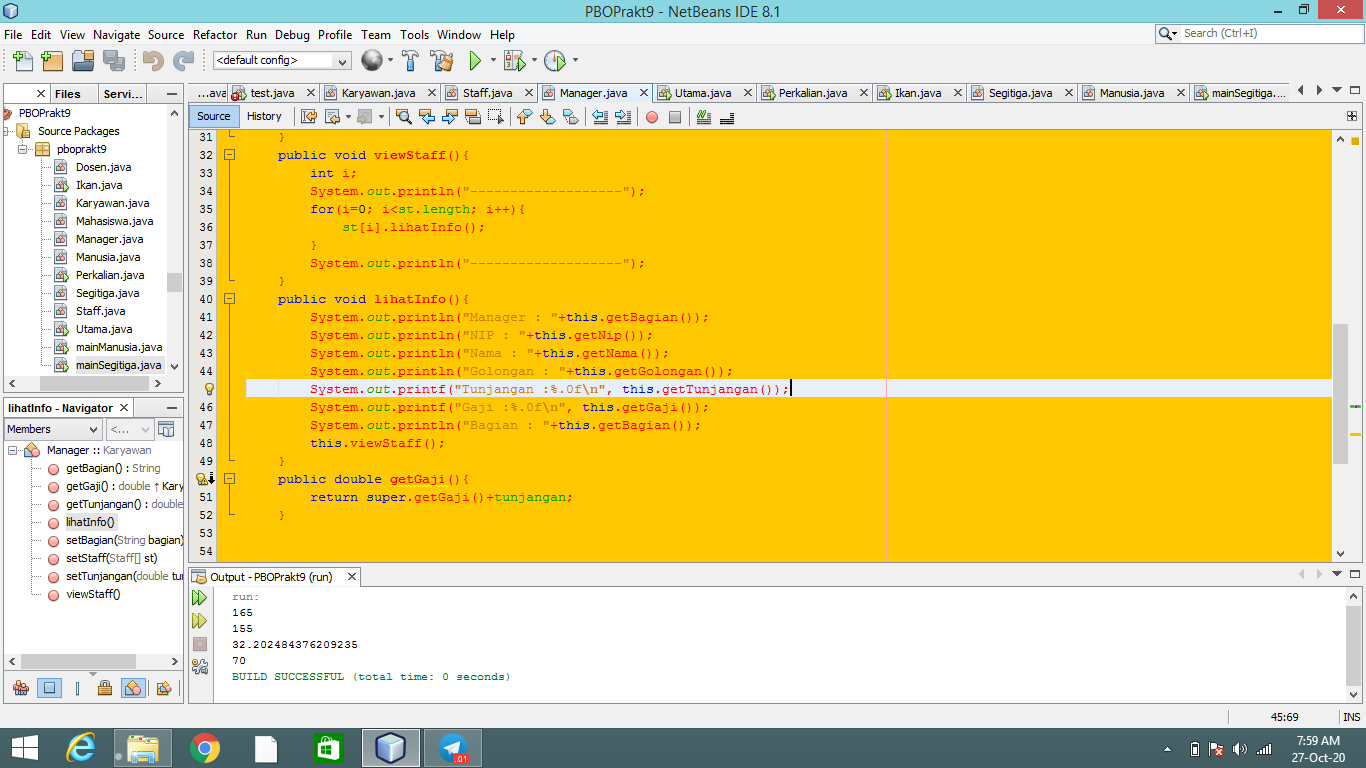 PBOPrakt9 - NetBeans IDE 8.1
File Edit View Navigate Source Refactor Run Debug Profile Team Tools Window Help
Search (Ctrl+I)
<default config>
Files Servi...
...ava test.java Karyawan.java Staff.java Manager.java Utama.java Perkalian.java Ikan.java Segitiga.java Manusia.java mainSegitiga....
PBOPrakt9
Source Packages
pboprakt9
Dosen.java
Ikan.java
Karyawan.java
Mahasiswa.java
Manager.java
Manusia.java
Perkalian.java
Segitiga.java
Staff.java
Utama.java
mainManusia.java
mainSegitiga.java
Source History
31 }
32 public void viewStaff(){
33 int i;
34 System.out.println("-------------------");
35 for(i=0; i<st.length; i++){
36 st[i].lihatInfo();
37 }
38 System.out.println("-------------------");
39 }
40 public void lihatInfo(){
41 System.out.println("Manager : "+this.getBagian());
42 System.out.println("NIP : "+this.getNip());
43 System.out.println("Nama : "+this.getNama());
44 System.out.println("Golongan : "+this.getGolongan());
System.out.printf("Tunjangan :%.0f\n", this.getTunjangan());
46 System.out.printf("Gaji :%.0f\n", this.getGaji());
47 System.out.println("Bagian : "+this.getBagian());
48 this.viewStaff();
49 }
public double getGaji(){
51 return super.getGaji()+tunjangan;
52 }
53
54
lihatInfo - Navigator
Members <...
Manager :: Karyawan
getBagian() : String
getGaji() : double ↑ Kary
getTunjangan() : double
lihatInfo()
setBagian(String bagian)
setStaff(Staff[] st)
setTunjangan(double tur
viewStaff()
Output - PBOPrakt9 (run)
run:
165
155
32.202484376209235
70
BUILD SUCCESSFUL (total time: 0 seconds)
45:69 INS
.01
7:59 AM
27-Oct-20